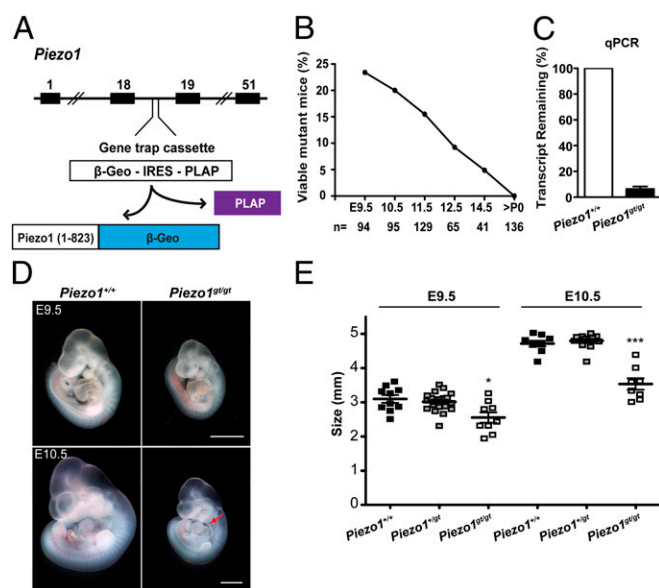 A
Piezo1
1 18 19 51
Gene trap cassette
β-Geo - IRES - PLAP
PLAP
Piezo1 (1-823) β-Geo
B
Viable mutant mice (%)
30
25
20
15
10
5
0
E9.5 10.5 11.5 12.5 14.5 >P0
n= 94 95 129 65 41 136
C
qPCR
Transcript Remaining (%)
100
80
60
40
20
0
Piezo1+/+ Piezo1gt/gt
D
Piezo1+/+ Piezo1gt/gt
E9.5
E10.5
E
E9.5 E10.5
Size (mm)
5
4
3
2
1
0
* ***
Piezo1+/+ Piezo1+/gt Piezo1gt/gt Piezo1+/+ Piezo1+/gt Piezo1gt/gt